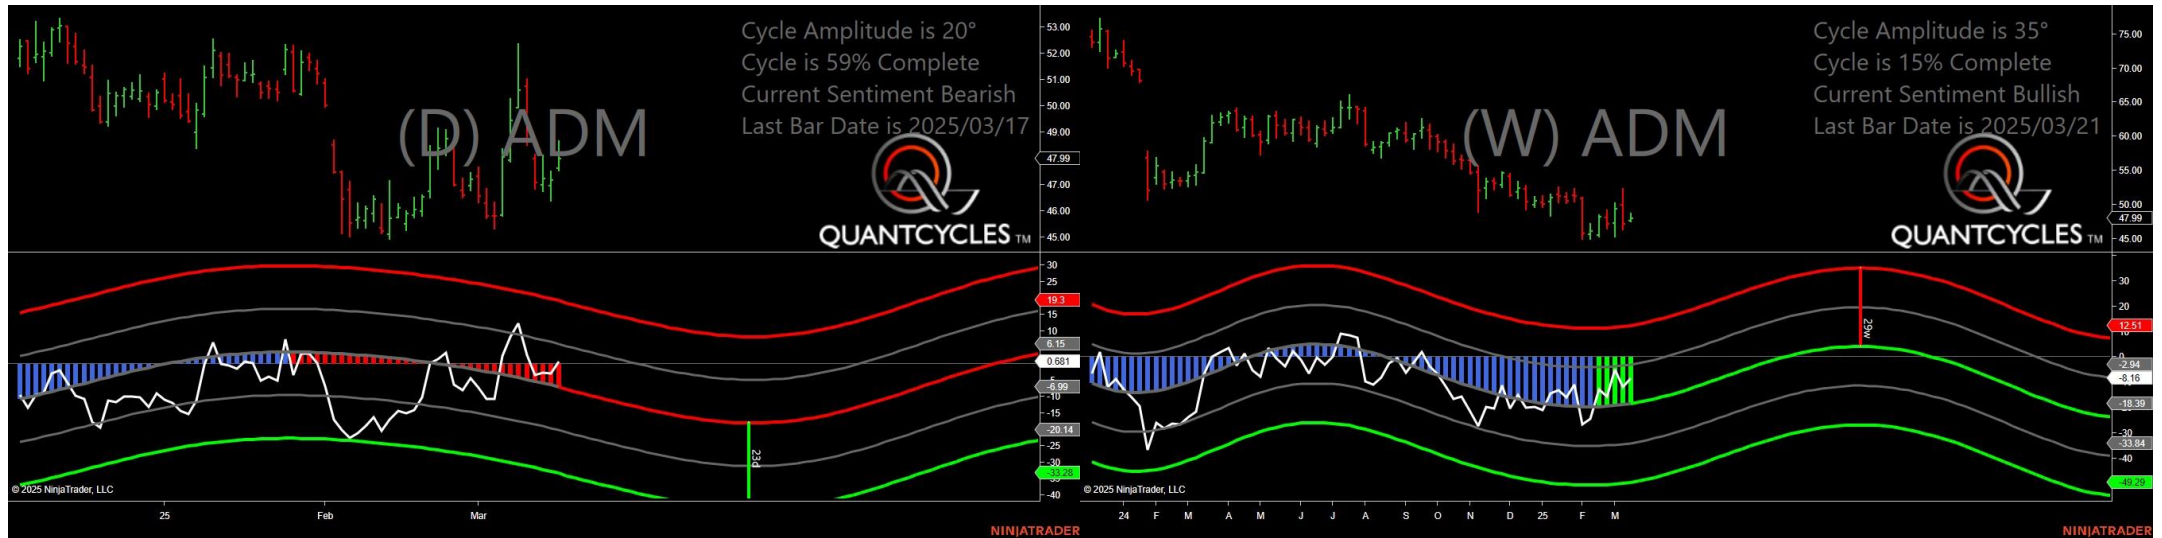 Cycle Amplitude is 20°
Cycle is 59% Complete
Current Sentiment Bearish
Last Bar Date is 2025/03/17
(D) ADM
QUANTCYCLES TM
53.00
52.00
51.00
50.00
49.00
47.99
47.00
46.00
45.00
30
25
19.3
15
10
6.15
0.681
-6.99
-10
-15
-20.14
-25
-30
-33.28
-40
23d
© 2025 NinjaTrader, LLC
25 Feb Mar
NINJATRADER
Cycle Amplitude is 35°
Cycle is 15% Complete
Current Sentiment Bullish
Last Bar Date is 2025/03/21
(W) ADM
QUANTCYCLES TM
75.00
70.00
65.00
60.00
55.00
50.00
47.99
45.00
30
20
12.51
-2.94
-8.16
-18.39
-30
-33.84
-40
-49.29
29w
© 2025 NinjaTrader, LLC
24 F M A M J J A S O N D 25 F M
NINJATRADER